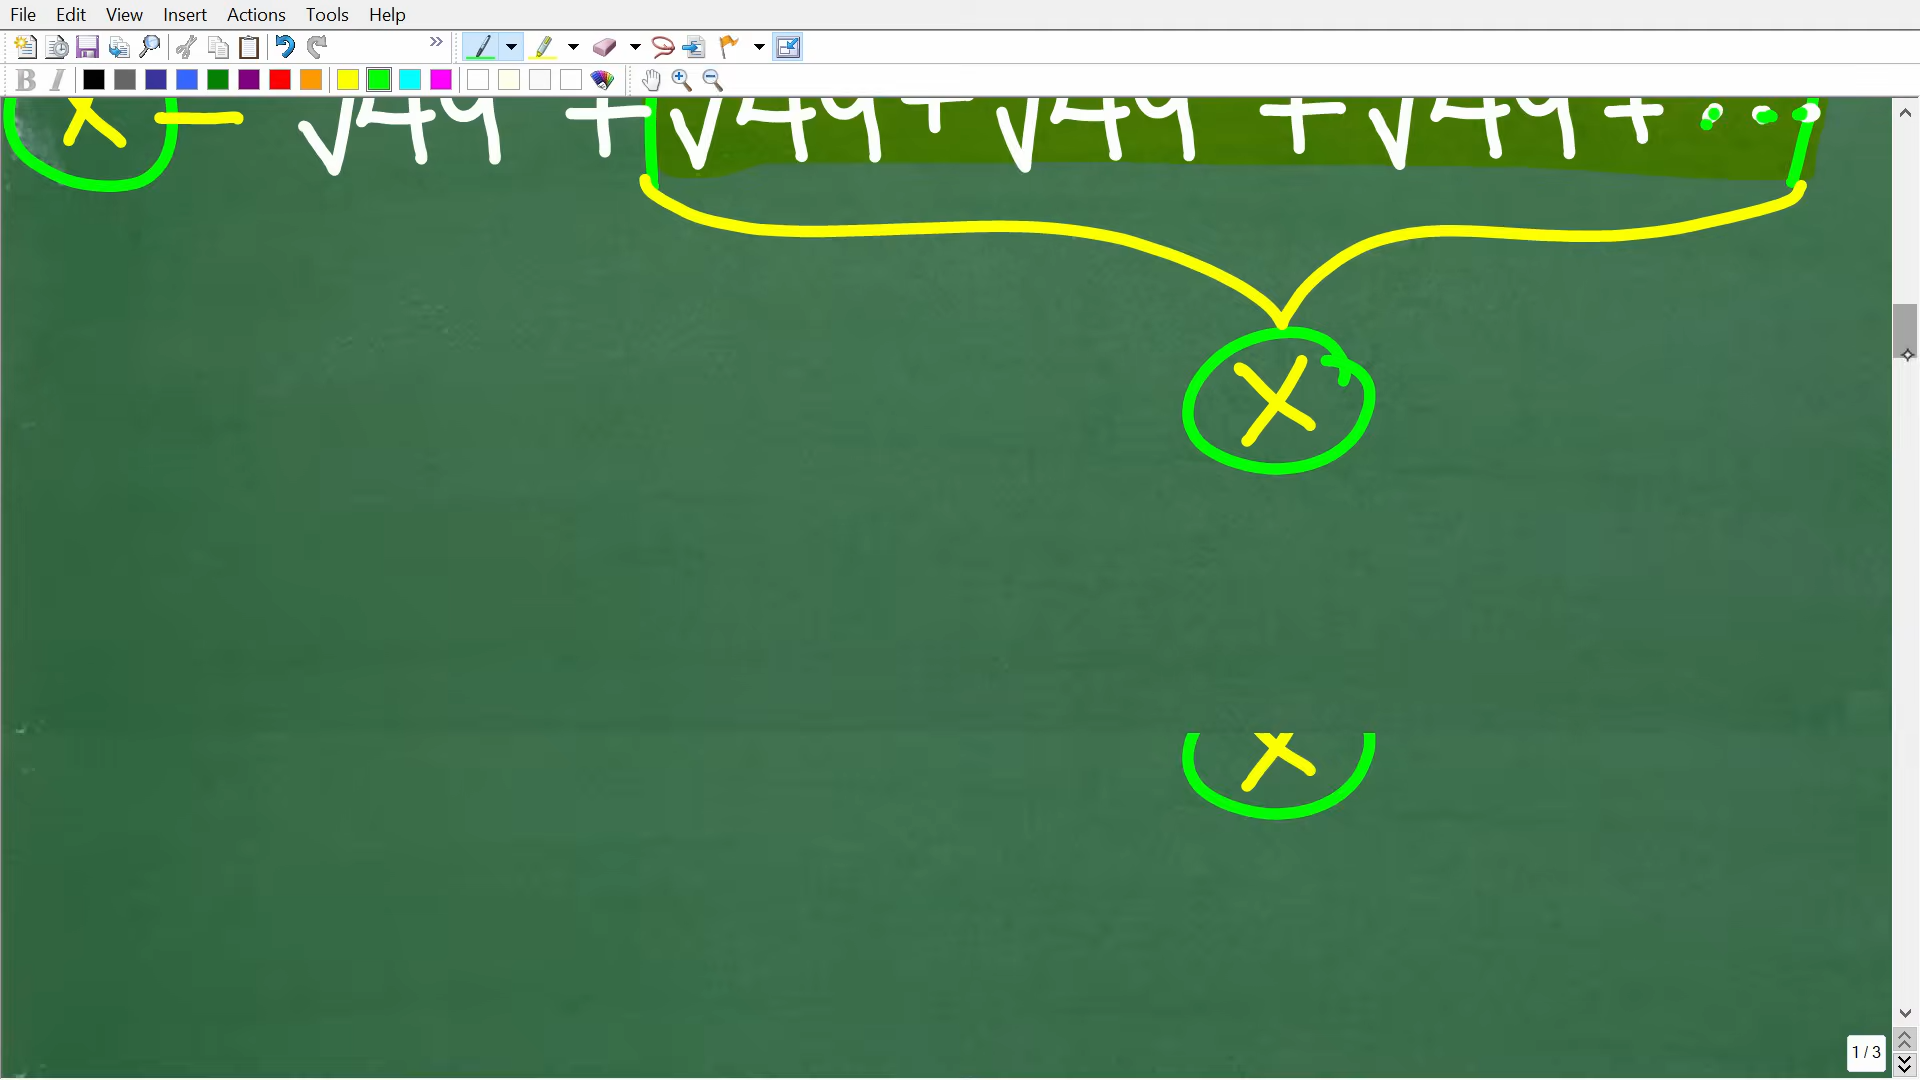 File Edit View Insert Actions Tools Help
B I
X = √49 + √49 + √49 + √49 + ...
X
X
1 / 3